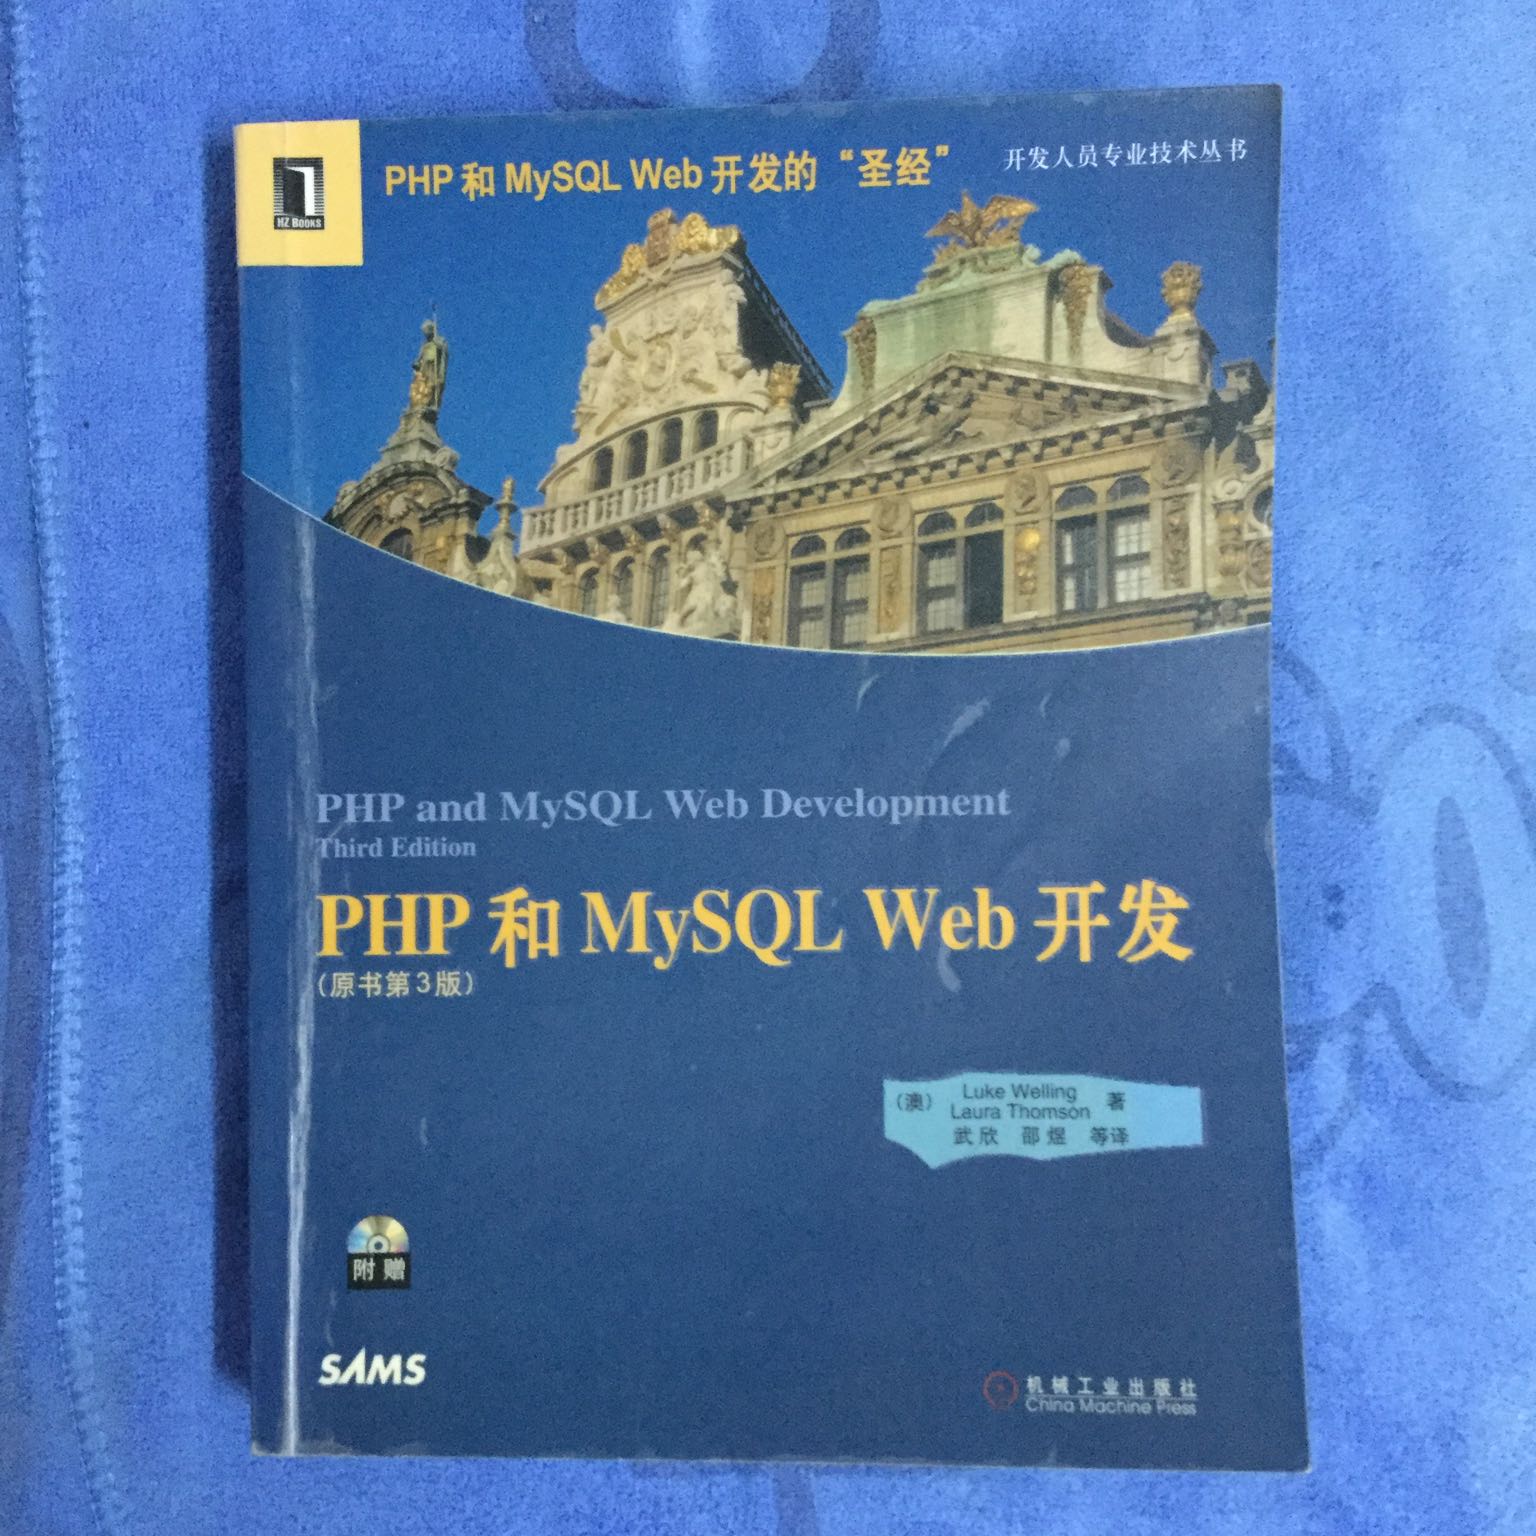 HZ BOOKS
PHP 和 MySQL Web 开发的 “圣经”
开发人员专业技术丛书
PHP and MySQL Web Development
Third Edition
PHP 和 MySQL Web 开发
(原书第3版)
(澳) Luke Welling
Laura Thomson 著
武欣 邵煜 等译
附赠
SAMS
机械工业出版社
China Machine Press